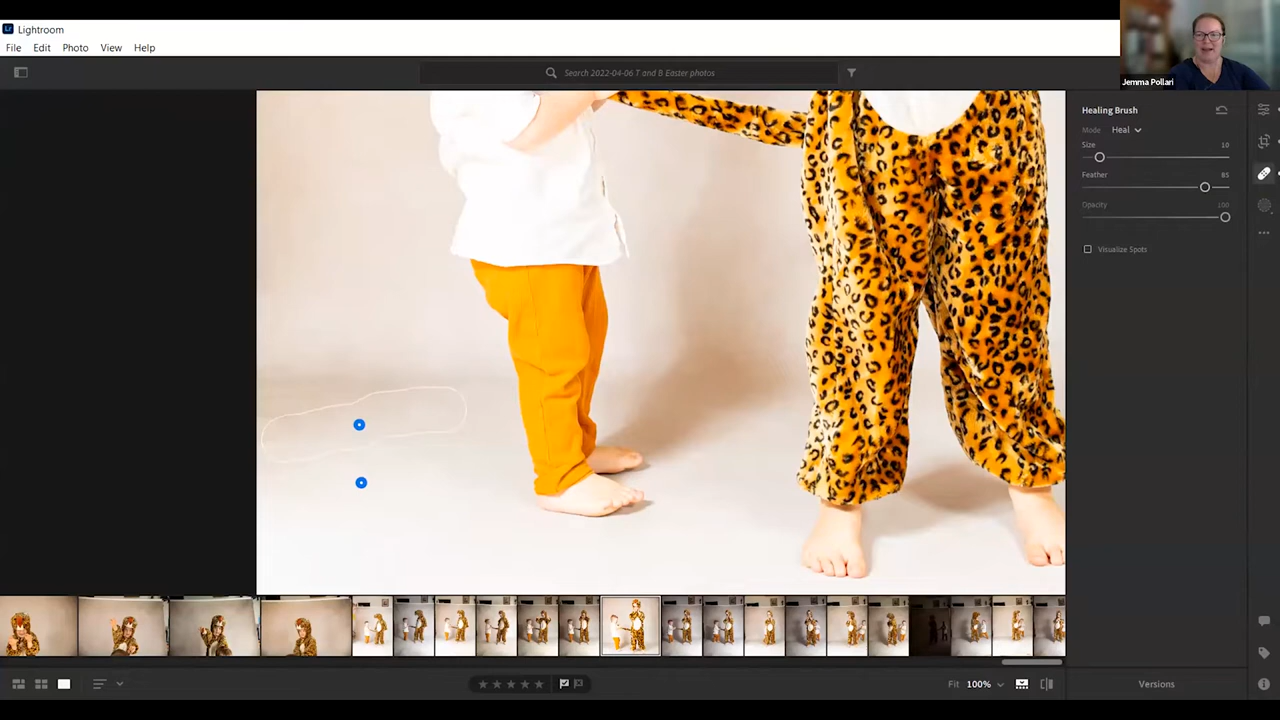 Lr Lightroom
File Edit Photo View Help
Search 2022-04-06 T and B Easter photos
Jemma Pollari
Healing Brush
Mode Heal
Size 10
Feather 85
Opacity 100
Visualize Spots
Fit 100%
Versions